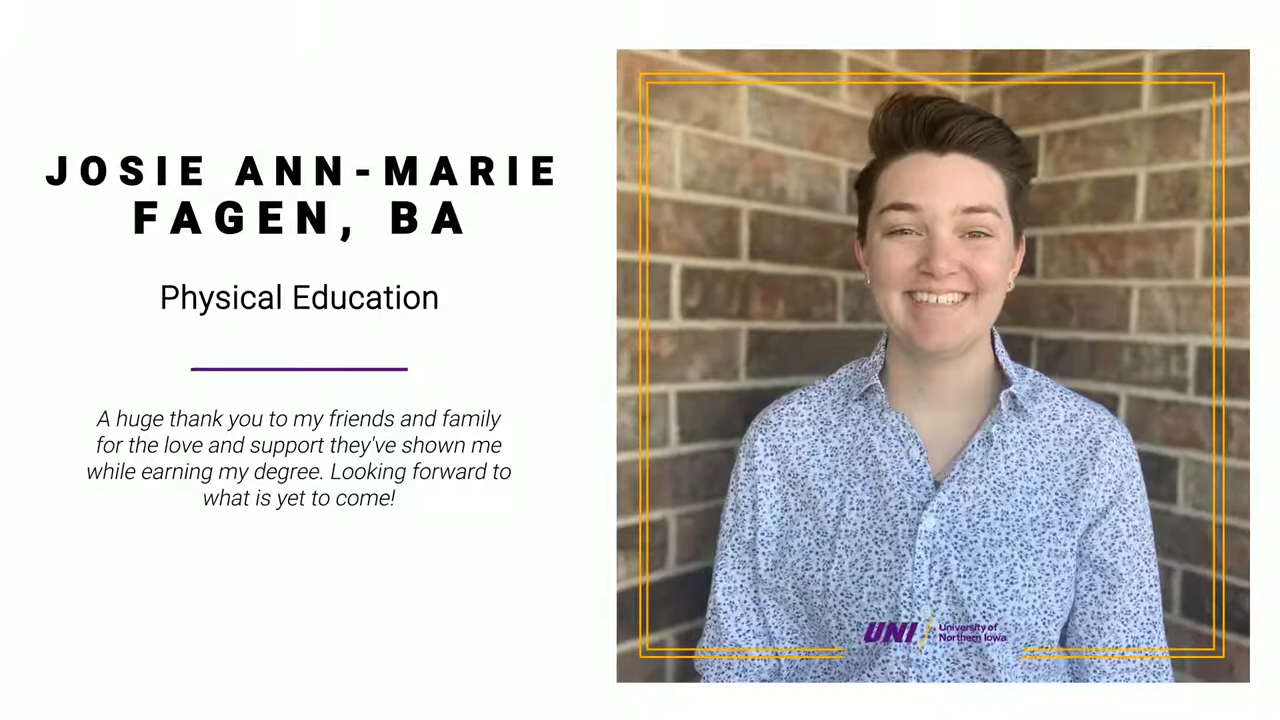 JOSIE ANN-MARIE
FAGEN, BA
Physical Education
A huge thank you to my friends and family
for the love and support they've shown me
while earning my degree. Looking forward to
what is yet to come!
UNI
University of
Northern Iowa